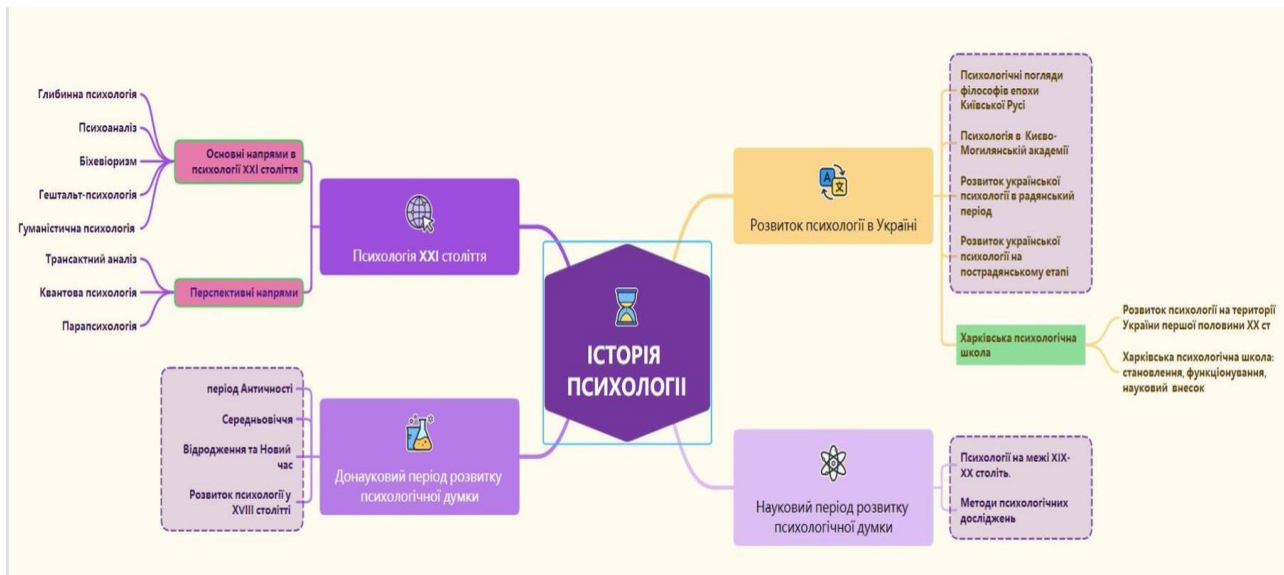 Глибинна психологія
Психоаналіз
Біхевіоризм
Гештальт-психологія
Гуманістична психологія
Основні напрями в
психології XXI століття
Трансактний аналіз
Квантова психологія
Парапсихологія
Перспективні напрями
Психологія XXI століття
період Античності
Середньовіччя
Відродження та Новий
час
Розвиток психології у
XVIII столітті
Донауковий період розвитку
психологічної думки
ІСТОРІЯ
ПСИХОЛОГІІ
Розвиток психології в Україні
Психологічні погляди
філософів епохи
Київської Русі
Психологія в Києво-
Могилянській академії
Розвиток української
психології в радянський
період
Розвиток української
психології на
пострадянському етапі
Харківська психологічна
школа
Розвиток психології на території
України першої половини ХХ ст
Харківська психологічна школа:
становлення, функціонування,
науковий внесок
Науковий період розвитку
психологічної думки
Психології на межі XIX-
XX століть.
Методи психологічних
досліджень